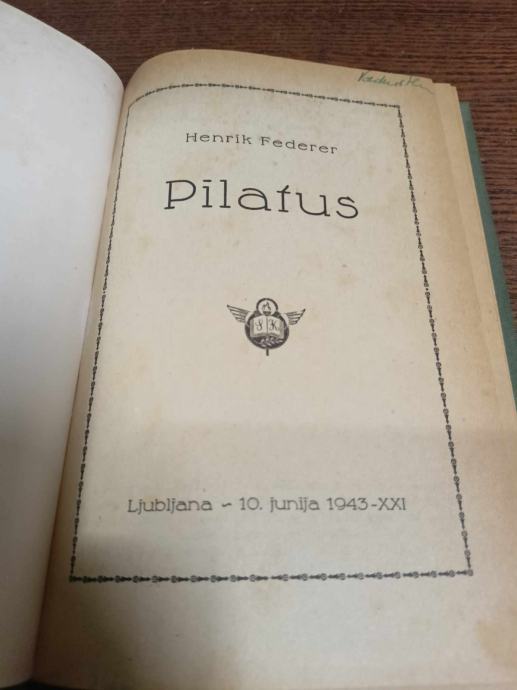 Henrik Federer
Pilatus
S K
Ljubljana ~ 10. junija 1943-XXI